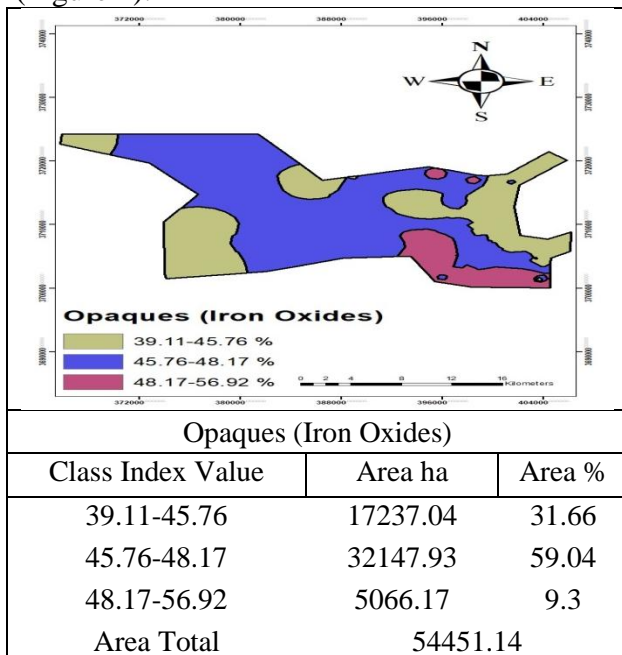 372000 380000 388000 396000 404000
N
W E
S
Opaques (Iron Oxides)
39.11-45.76 %
45.76-48.17 %
48.17-56.92 %
0 2 4 8 12 16
Kilometers
372000 380000 388000 396000 404000
Opaques (Iron Oxides)
Class Index Value Area ha Area %
39.11-45.76 17237.04 31.66
45.76-48.17 32147.93 59.04
48.17-56.92 5066.17 9.3
Area Total 54451.14